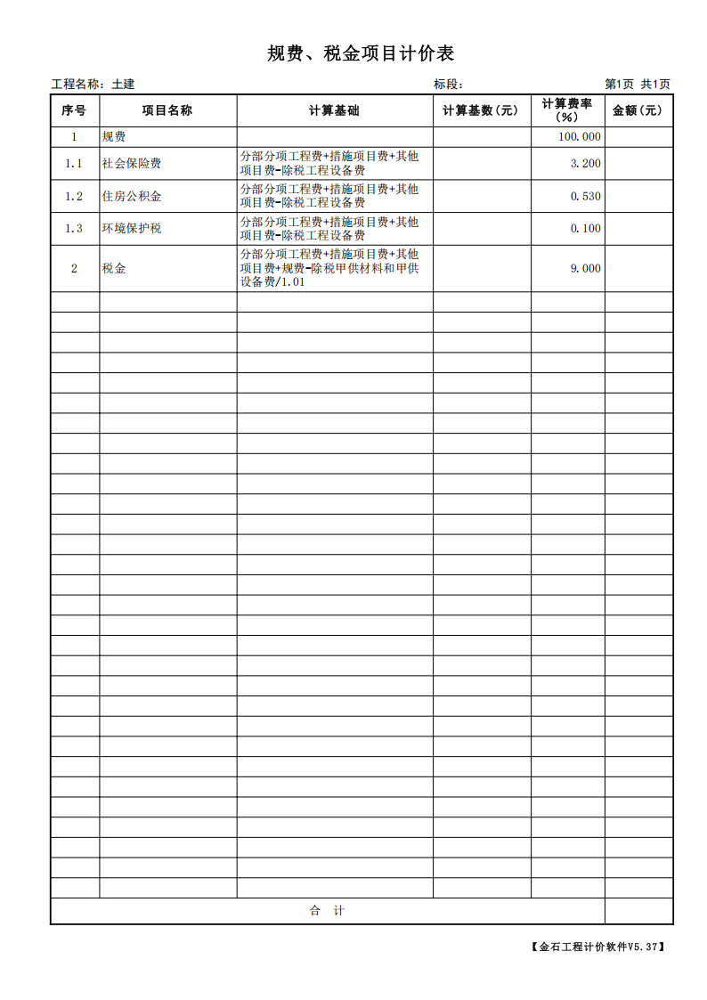 规费、税金项目计价表
工程名称：土建 标段： 第1页 共1页
序号 项目名称 计算基础 计算基数(元) 计算费率 金额(元)
(%)
1 规费 100.000
1.1 社会保险费 分部分项工程费+措施项目费+其他 3.200
项目费-除税工程设备费
1.2 住房公积金 分部分项工程费+措施项目费+其他 0.530
项目费-除税工程设备费
1.3 环境保护税 分部分项工程费+措施项目费+其他 0.100
项目费-除税工程设备费
2 税金 分部分项工程费+措施项目费+其他 9.000
项目费+规费-除税甲供材料和甲供
设备费/1.01
合 计
【金石工程计价软件V5.37】